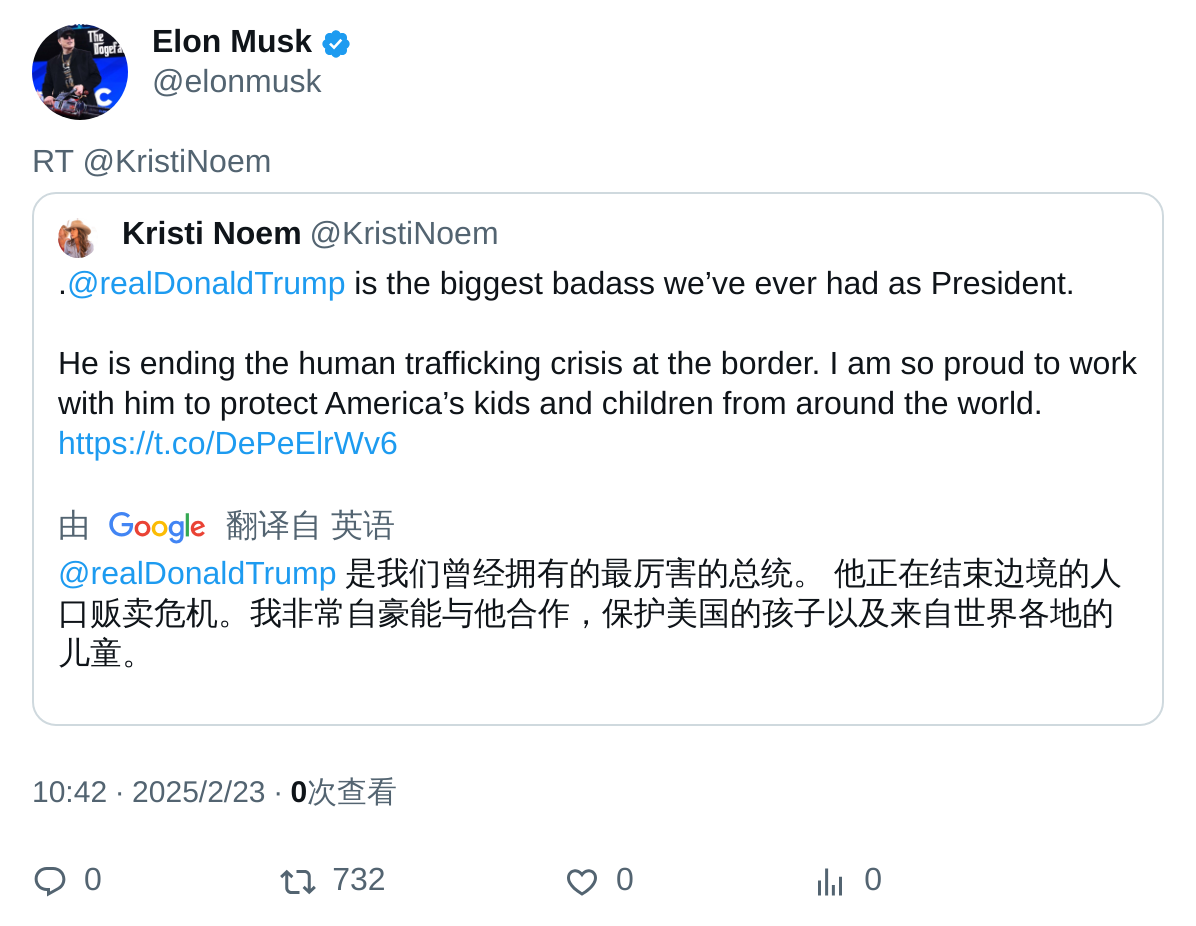 The
Dogefa
Elon Musk
@elonmusk
RT @KristiNoem
Kristi Noem @KristiNoem
.@realDonaldTrump is the biggest badass we’ve ever had as President.
He is ending the human trafficking crisis at the border. I am so proud to work
with him to protect America’s kids and children from around the world.
https://t.co/DePeElrWv6
由 Google 翻译自 英语
@realDonaldTrump 是我们曾经拥有的最厉害的总统。 他正在结束边境的人
口贩卖危机。我非常自豪能与他合作，保护美国的孩子以及来自世界各地的
儿童。
10:42 · 2025/2/23 · 0次查看
0 732 0 0